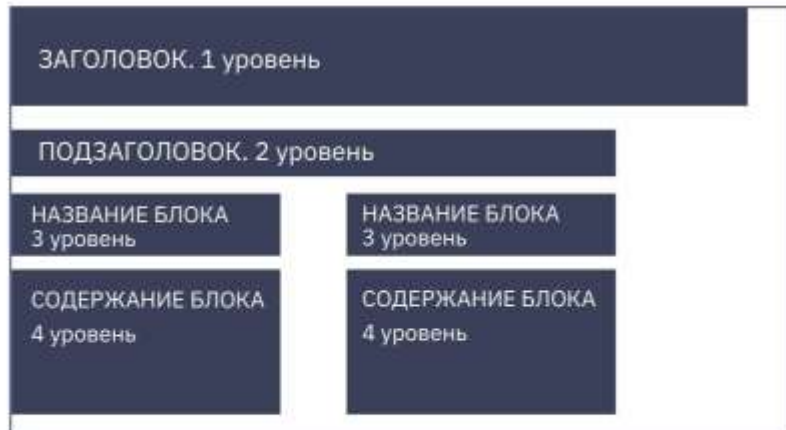 ЗАГОЛОВОК. 1 уровень
ПОДЗАГОЛОВОК. 2 уровень
НАЗВАНИЕ БЛОКА
3 уровень
СОДЕРЖАНИЕ БЛОКА
4 уровень
НАЗВАНИЕ БЛОКА
3 уровень
СОДЕРЖАНИЕ БЛОКА
4 уровень